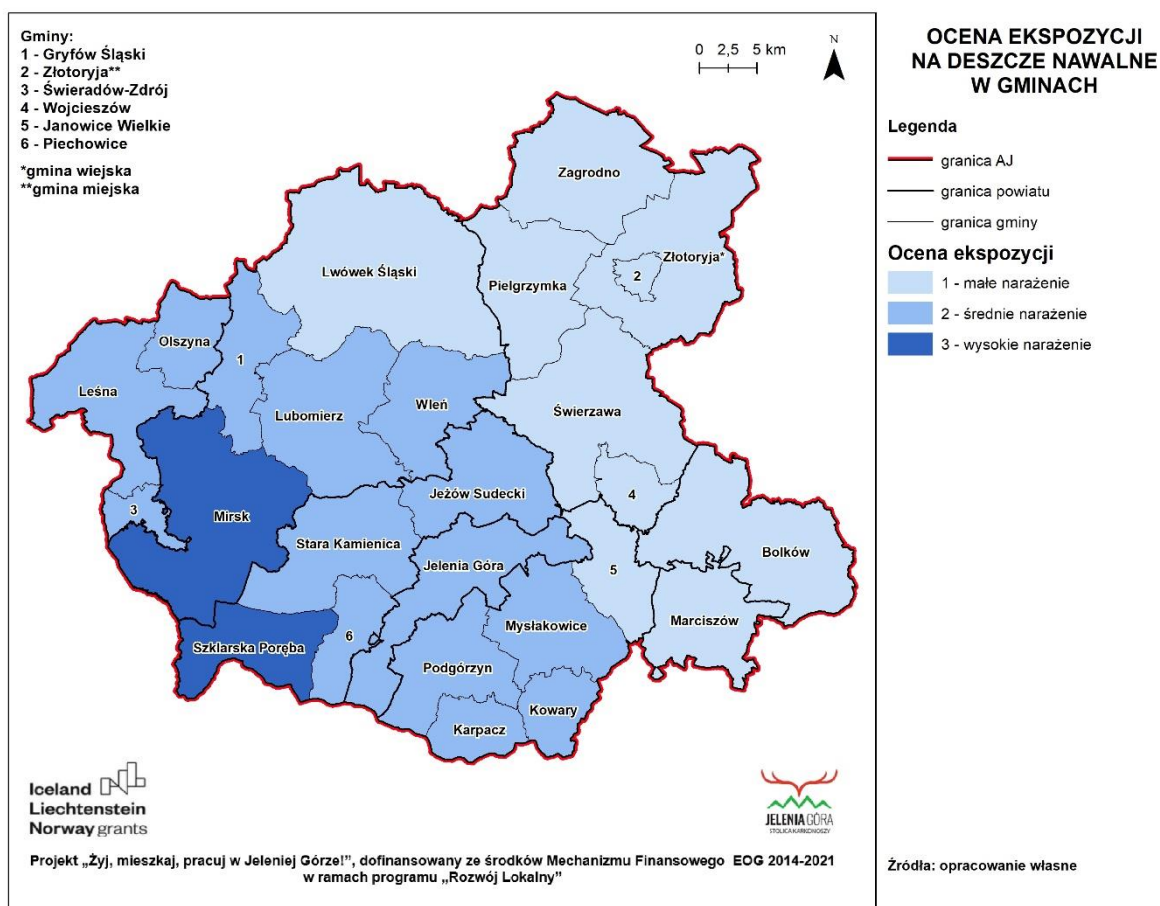 Gminy:
1 - Gryfów Śląski
2 - Złotoryja**
3 - Świeradów-Zdrój
4 - Wojcieszów
5 - Janowice Wielkie
6 - Piechowice
*gmina wiejska
**gmina miejska
0 2,5 5 km
N
Zagrodno
Złotoryja*
2
Pielgrzymka
Lwówek Śląski
Olszyna
1
Leśna
Lubomierz
Wleń
Świerzawa
4
Mirsk
3
Jeżów Sudecki
Stara Kamienica
Jelenia Góra
Bolków
5
Marciszów
Mysłakowice
6
Szklarska Poręba
Podgórzyn
Kowary
Karpacz
Iceland
Liechtenstein
Norway grants
JELENIA GÓRA
STOLICA KARKONOSZY
Projekt „Żyj, mieszkaj, pracuj w Jeleniej Górze!”, dofinansowany ze środków Mechanizmu Finansowego EOG 2014-2021
w ramach programu „Rozwój Lokalny”
OCENA EKSPOZYCJI
NA DESZCZE NAWALNE
W GMINACH
Legenda
granica AJ
granica powiatu
granica gminy
Ocena ekspozycji
1 - małe narażenie
2 - średnie narażenie
3 - wysokie narażenie
Źródła: opracowanie własne